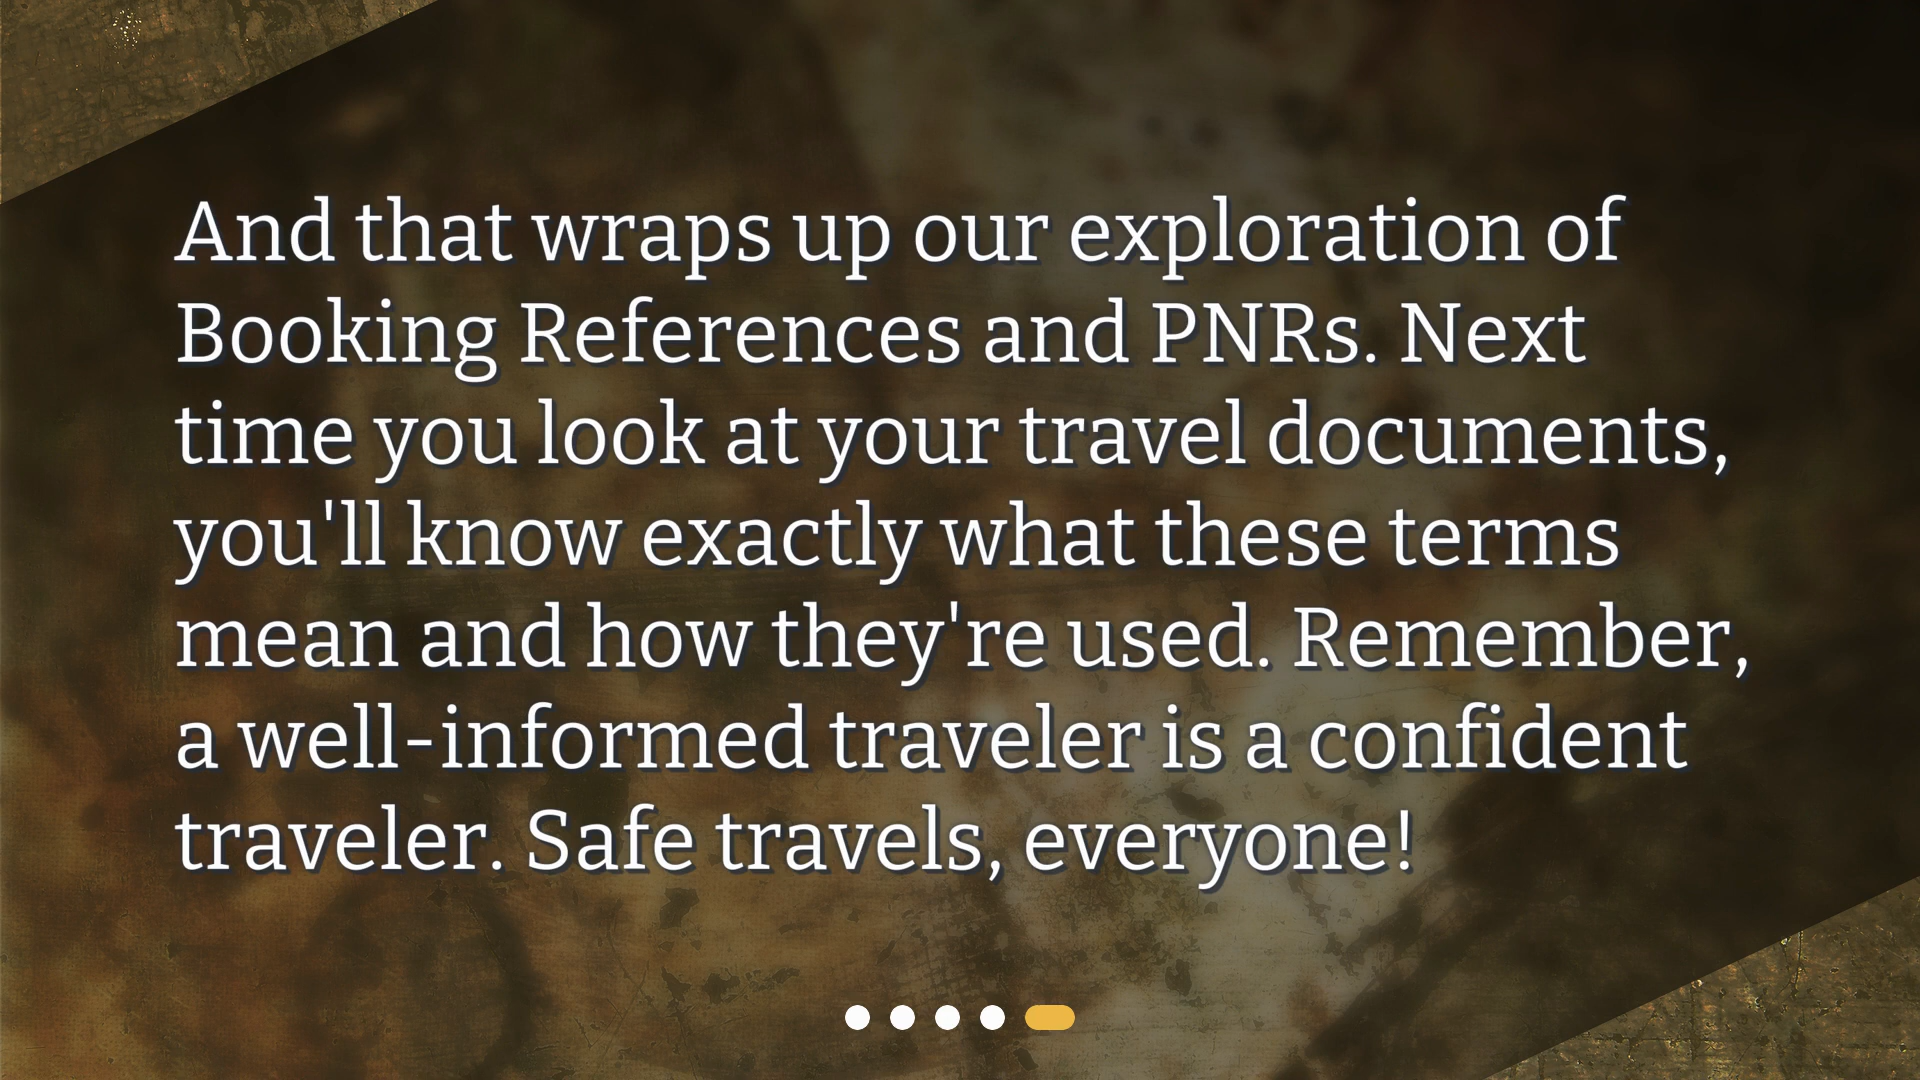 And that wraps up our exploration of
Booking References and PNRs. Next
time you look at your travel documents,
you'll know exactly what these terms
mean and how they're used. Remember,
a well-informed traveler is a confident
traveler. Safe travels, everyone!